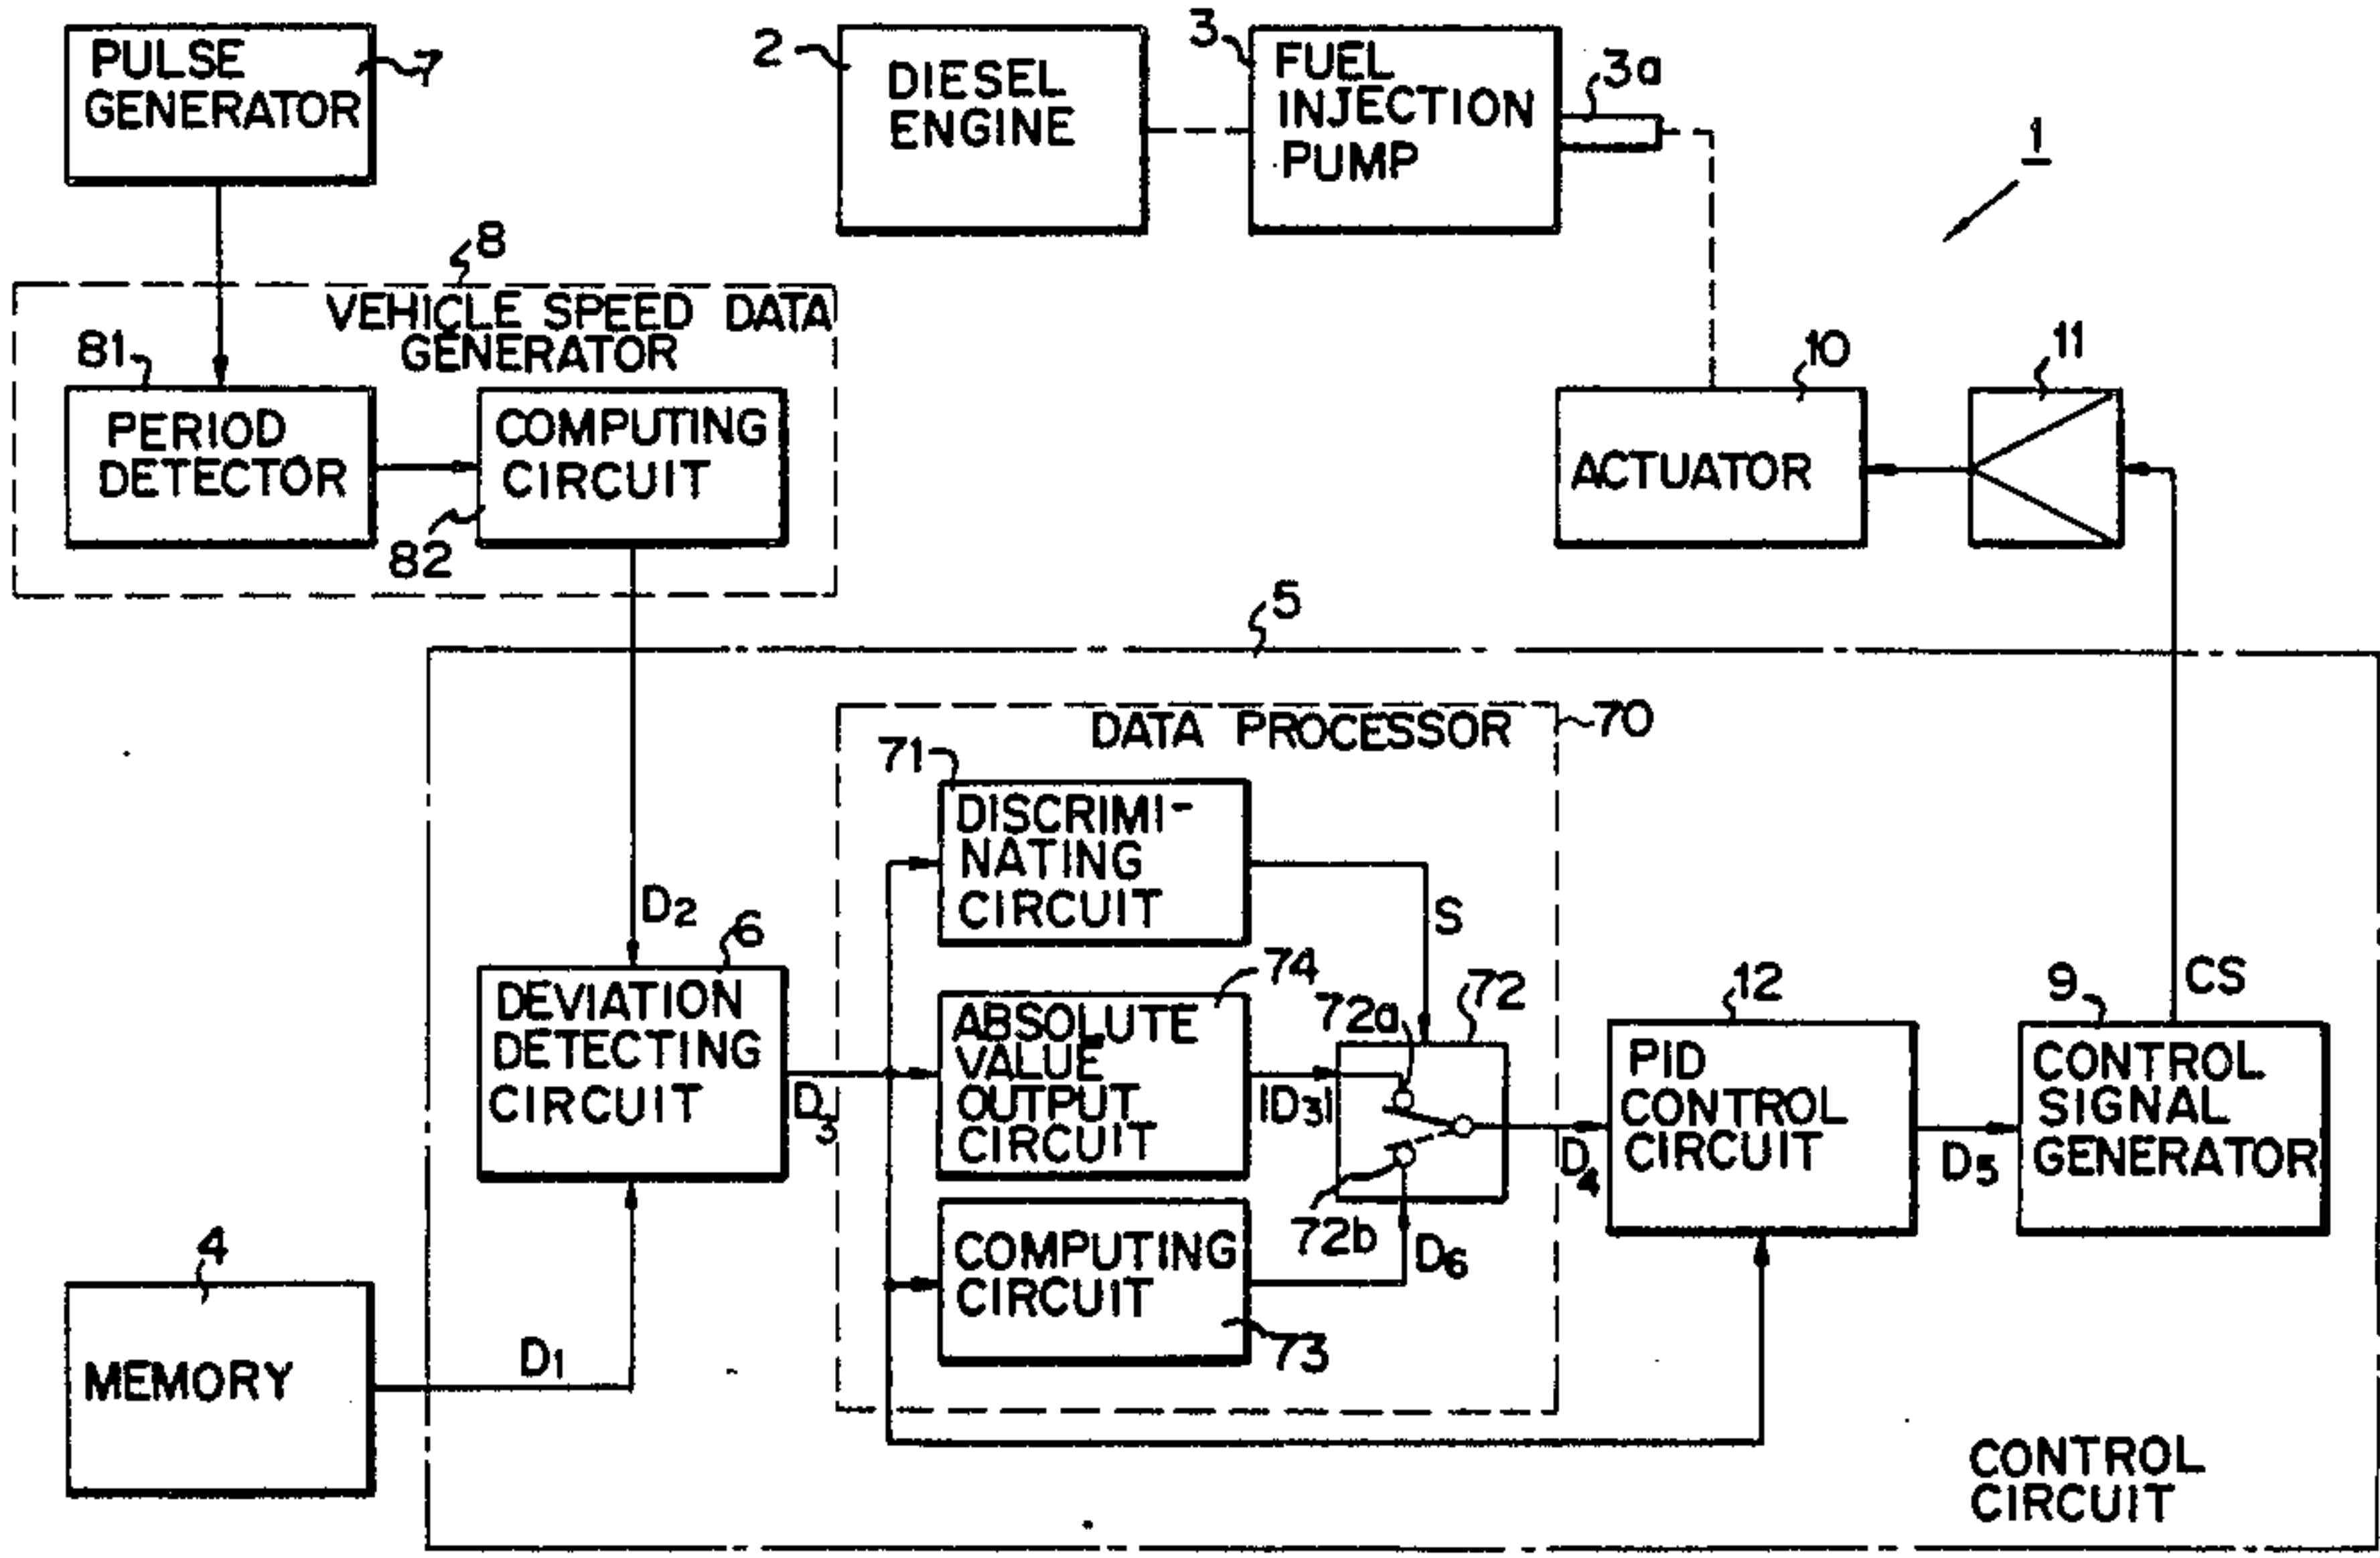 PULSE
GENERATOR
7
2
DIESEL
ENGINE
3
FUEL
INJECTION
PUMP
3a
1
8
VEHICLE SPEED DATA
GENERATOR
81
PERIOD
DETECTOR
COMPUTING
CIRCUIT
82
10
ACTUATOR
11
5
DATA PROCESSOR
70
71
DISCRIMI-
NATING
CIRCUIT
S
D2
6
DEVIATION
DETECTING
CIRCUIT
D3
74
ABSOLUTE
VALUE
OUTPUT
CIRCUIT
|D3|
72a
72
72b
D6
COMPUTING
CIRCUIT
73
D4
12
PID
CONTROL
CIRCUIT
D5
9
CONTROL
SIGNAL
GENERATOR
CS
4
MEMORY
D1
CONTROL
CIRCUIT